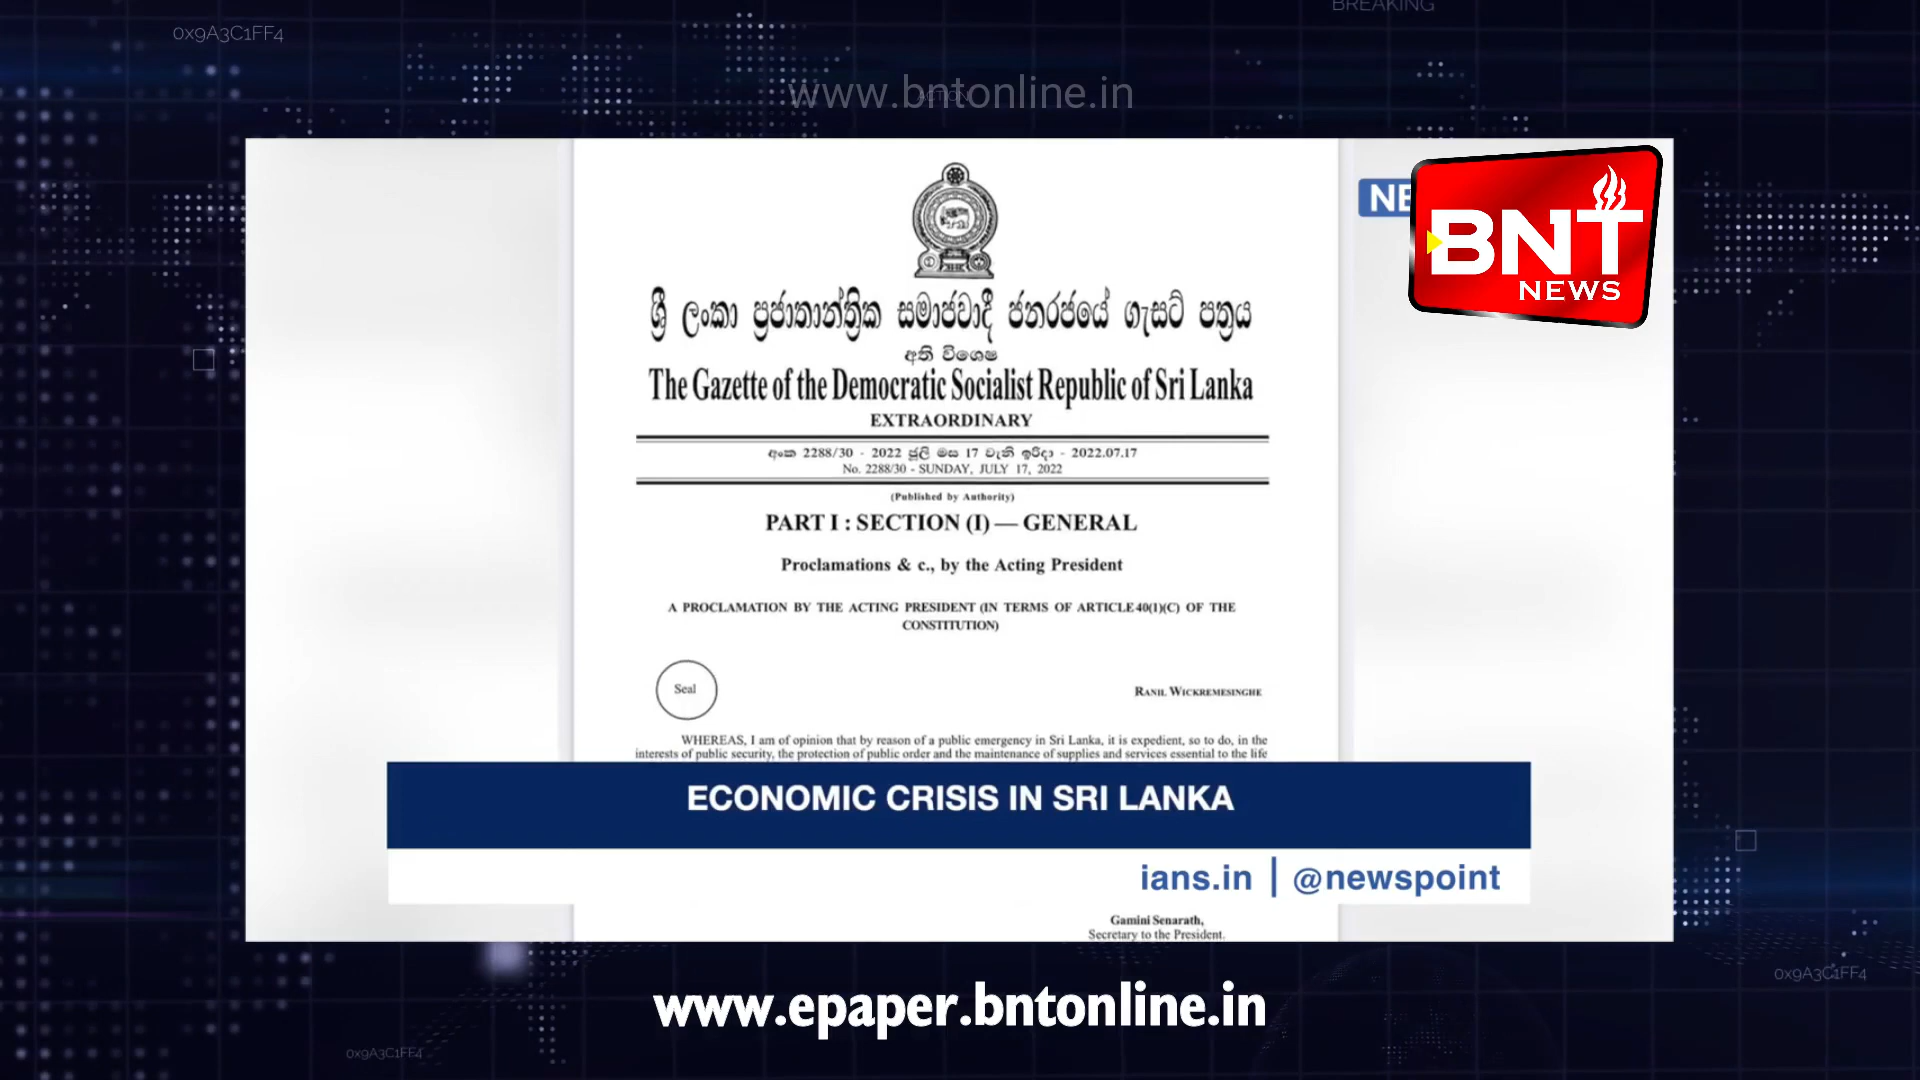 BREAKING
0x9A3C1FF4
www.bntonline.in
NE
BNT
NEWS
ශ්‍රී ලංකා ප්‍රජාතාන්ත්‍රික සමාජවාදී ජනරජයේ ගැසට් පත්‍රය
අති විශෙෂ
The Gazette of the Democratic Socialist Republic of Sri Lanka
EXTRAORDINARY
අංක 2288/30 - 2022 ජූලි මස 17 වැනි ඉරිදා - 2022.07.17
No. 2288/30 - SUNDAY, JULY 17, 2022
(Published by Authority)
PART I : SECTION (I) — GENERAL
Proclamations & c., by the Acting President
A PROCLAMATION BY THE ACTING PRESIDENT (IN TERMS OF ARTICLE 40(1)(C) OF THE
CONSTITUTION)
Seal
RANIL WICKREMESINGHE
WHEREAS, I am of opinion that by reason of a public emergency in Sri Lanka, it is expedient, so to do, in the
interests of public security, the protection of public order and the maintenance of supplies and services essential to the life
ECONOMIC CRISIS IN SRI LANKA
ians.in | @newspoint
Gamini Senarath,
Secretary to the President.
0x9A3C1FF4
www.epaper.bntonline.in
0x9A3C1FF4